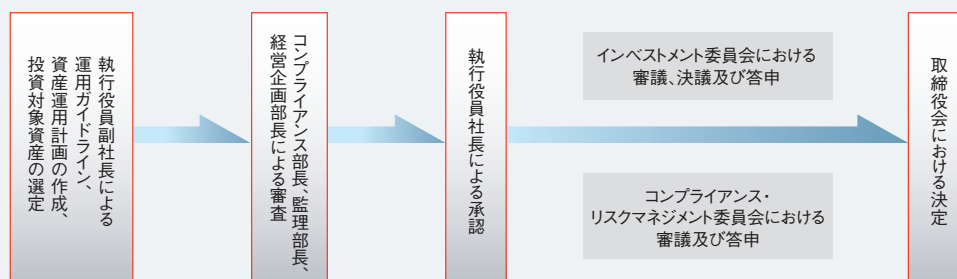 執行役員副社長による
運用ガイドライン、
資産運用計画の作成、
投資対象資産の選定
コンプライアンス部長、監理部長、
経営企画部長による審査
執行役員社長による承認
インベストメント委員会における
審議、決議及び答申
コンプライアンス・
リスクマネジメント委員会における
審議及び答申
取締役会における決定